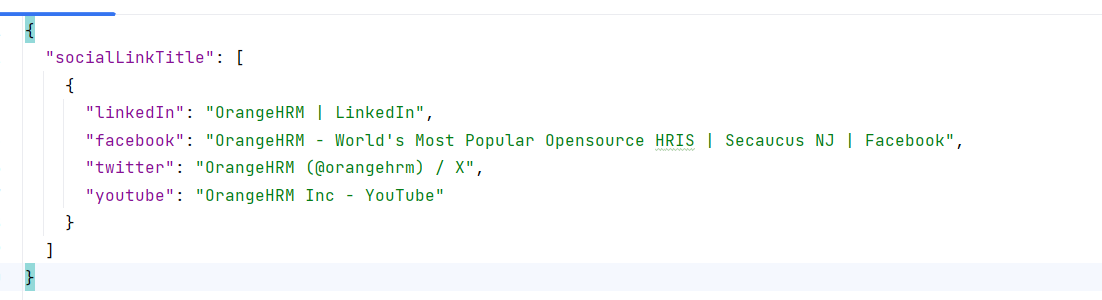 {
"socialLinkTitle": [
{
"linkedIn": "OrangeHRM | LinkedIn",
"facebook": "OrangeHRM - World's Most Popular Opensource HRIS | Secaucus NJ | Facebook",
"twitter": "OrangeHRM (@orangehrm) / X",
"youtube": "OrangeHRM Inc - YouTube"
}
]
}